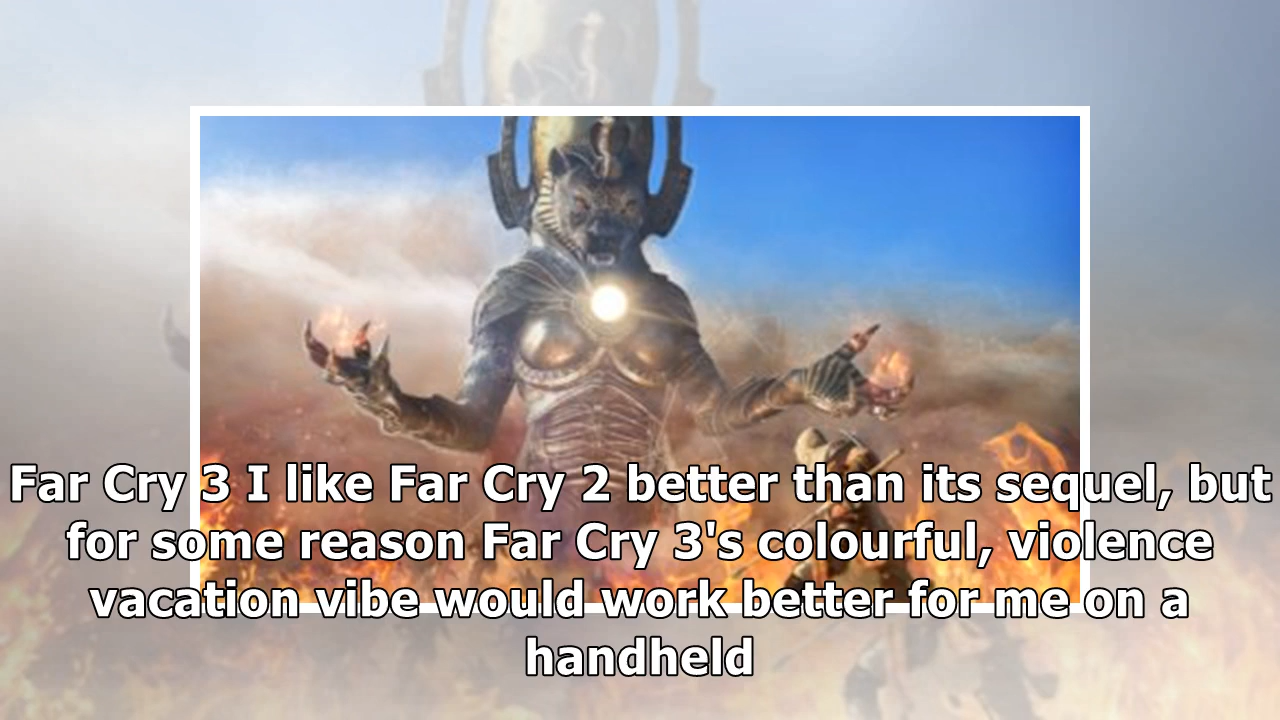 Far Cry 3 I like Far Cry 2 better than its sequel, but
for some reason Far Cry 3's colourful, violence
vacation vibe would work better for me on a
handheld